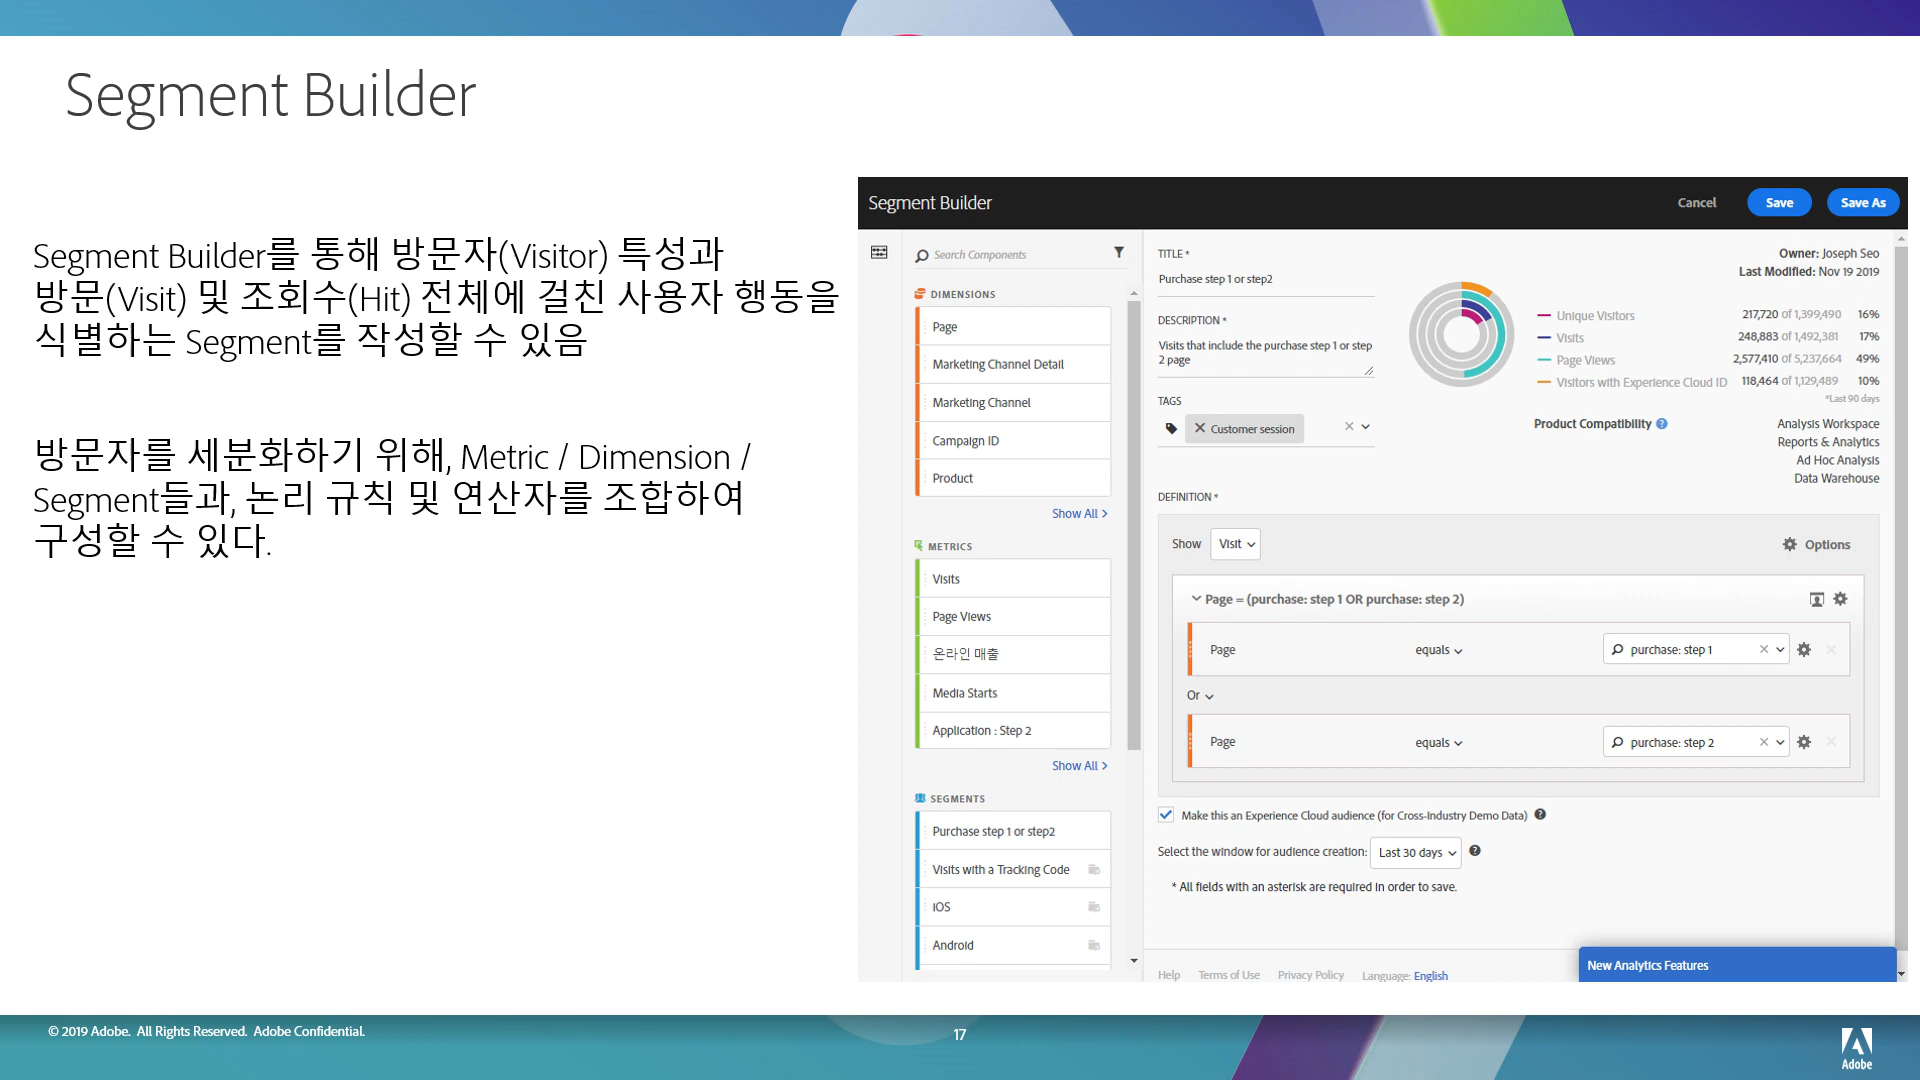 Segment Builder
Segment Builder를 통해 방문자(Visitor) 특성과
방문(Visit) 및 조회수(Hit) 전체에 걸친 사용자 행동을
식별하는 Segment를 작성할 수 있음
방문자를 세분화하기 위해, Metric / Dimension /
Segment들과, 논리 규칙 및 연산자를 조합하여
구성할 수 있다.
Segment Builder
Cancel
Save
Save As
Search Components
DIMENSIONS
Page
Marketing Channel Detail
Marketing Channel
Campaign ID
Product
Show All >
METRICS
Visits
Page Views
온라인 매출
Media Starts
Application : Step 2
Show All >
SEGMENTS
Purchase step 1 or step2
Visits with a Tracking Code
iOS
Android
TITLE *
Purchase step 1 or step2
DESCRIPTION *
Visits that include the purchase step 1 or step
2 page
TAGS
Customer session
Owner: Joseph Seo
Last Modified: Nov 19 2019
Unique Visitors 217,720 of 1,399,490 16%
Visits 248,883 of 1,492,381 17%
Page Views 2,577,410 of 5,237,664 49%
Visitors with Experience Cloud ID 118,464 of 1,129,489 10%
*Last 90 days
Product Compatibility
Analysis Workspace
Reports & Analytics
Ad Hoc Analysis
Data Warehouse
DEFINITION *
Show Visit
Options
Page = (purchase: step 1 OR purchase: step 2)
Page equals purchase: step 1
Or
Page equals purchase: step 2
Make this an Experience Cloud audience (for Cross-Industry Demo Data)
Select the window for audience creation: Last 30 days
* All fields with an asterisk are required in order to save.
Help Terms of Use Privacy Policy Language: English
New Analytics Features
© 2019 Adobe. All Rights Reserved. Adobe Confidential.
17
Adobe